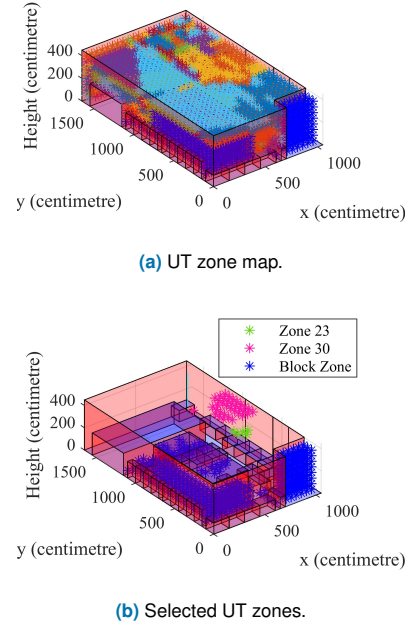 400
200
0
Height (centimetre)
1500
1000
500
0
y (centimetre)
0
500
1000
x (centimetre)
(a) UT zone map.
Zone 23
Zone 30
Block Zone
400
200
0
Height (centimetre)
1500
1000
500
0
y (centimetre)
0
500
1000
x (centimetre)
(b) Selected UT zones.